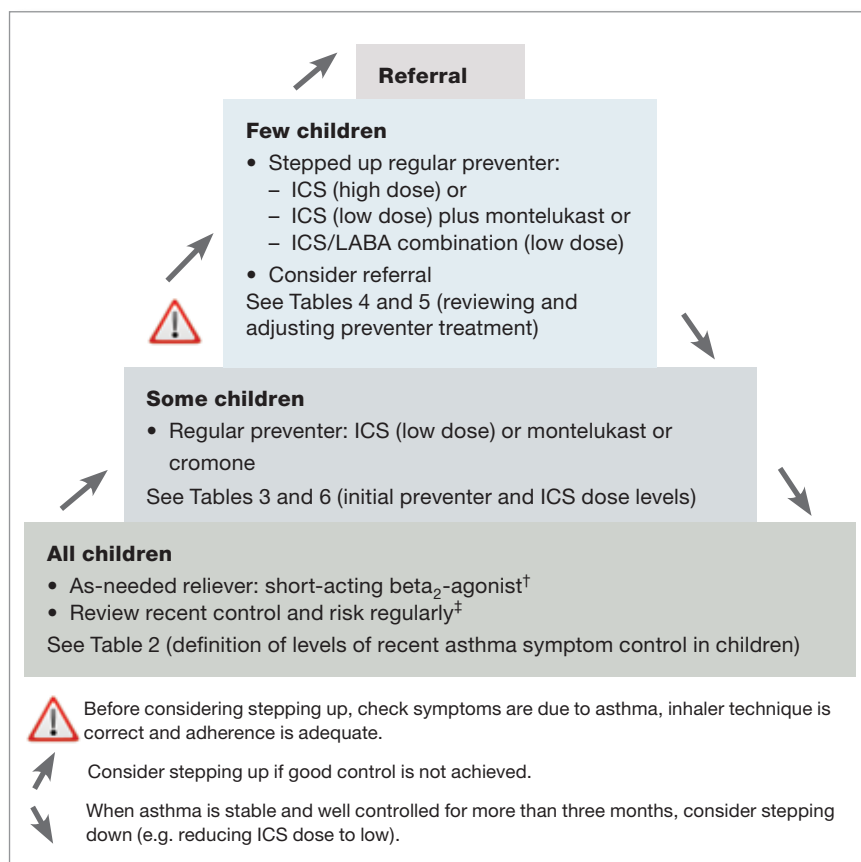 Referral
Few children
• Stepped up regular preventer:
– ICS (high dose) or
– ICS (low dose) plus montelukast or
– ICS/LABA combination (low dose)
• Consider referral
See Tables 4 and 5 (reviewing and
adjusting preventer treatment)
Some children
• Regular preventer: ICS (low dose) or montelukast or
cromone
See Tables 3 and 6 (initial preventer and ICS dose levels)
All children
• As-needed reliever: short-acting beta₂-agonist†
• Review recent control and risk regularly‡
See Table 2 (definition of levels of recent asthma symptom control in children)
Before considering stepping up, check symptoms are due to asthma, inhaler technique is
correct and adherence is adequate.
Consider stepping up if good control is not achieved.
When asthma is stable and well controlled for more than three months, consider stepping
down (e.g. reducing ICS dose to low).